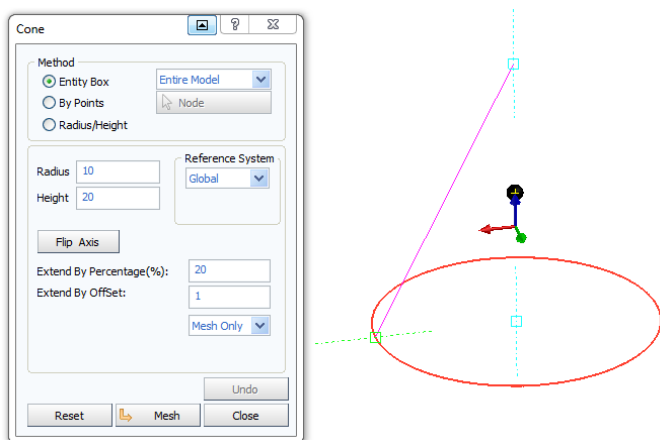 Cone
?
Method
Entity Box
Entire Model
By Points
Node
Radius/Height
Reference System
Radius
10
Global
Height
20
Flip Axis
Extend By Percentage(%):
20
Extend By OffSet:
1
Mesh Only
Undo
Reset
Mesh
Close